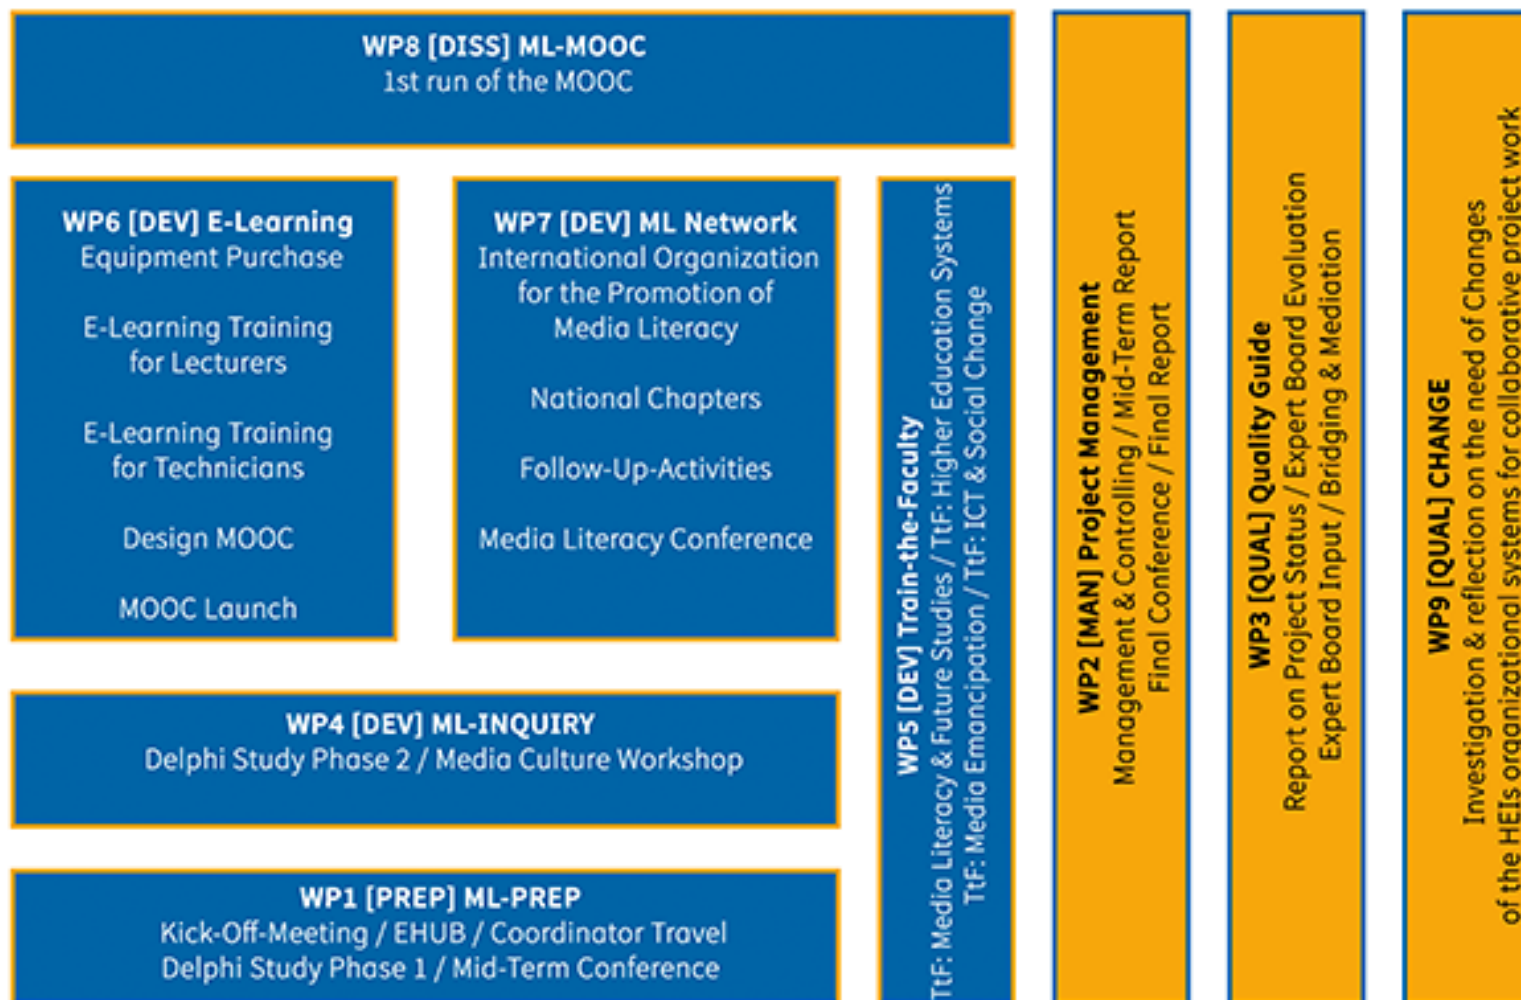 WP8 [DISS] ML-MOOC
1st run of the MOOC
WP6 [DEV] E-Learning
Equipment Purchase
E-Learning Training
for Lecturers
E-Learning Training
for Technicians
Design MOOC
MOOC Launch
WP7 [DEV] ML Network
International Organization
for the Promotion of
Media Literacy
National Chapters
Follow-Up-Activities
Media Literacy Conference
WP4 [DEV] ML-INQUIRY
Delphi Study Phase 2 / Media Culture Workshop
WP1 [PREP] ML-PREP
Kick-Off-Meeting / EHUB / Coordinator Travel
Delphi Study Phase 1 / Mid-Term Conference
WP5 [DEV] Train-the-Faculty
TtF: Media Literacy & Future Studies / TtF: Higher Education Systems
TtF: Media Emancipation / TtF: ICT & Social Change
WP2 [MAN] Project Management
Management & Controlling / Mid-Term Report
Final Conference / Final Report
WP3 [QUAL] Quality Guide
Report on Project Status / Expert Board Evaluation
Expert Board Input / Bridging & Mediation
WP9 [QUAL] CHANGE
Investigation & reflection on the need of Changes
of the HEIs organizational systems for collaborative project work